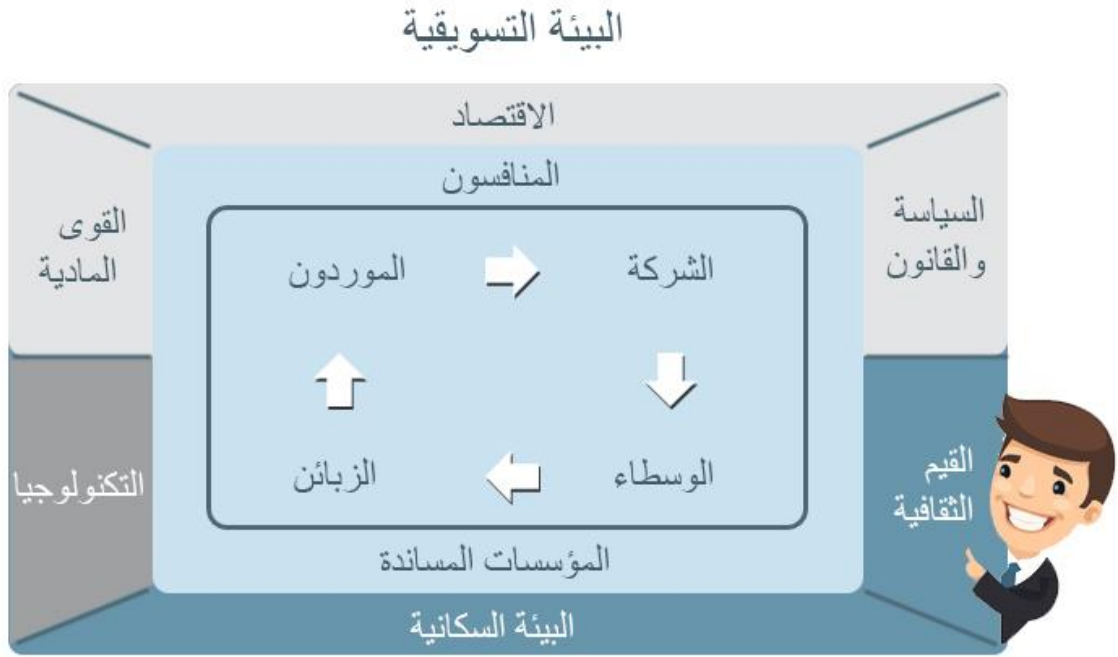 البيئة التسويقية
الاقتصاد
المنافسون
السياسة
والقانون
القوى
المادية
الشركة
الموردون
الوسطاء
الزبائن
القيم
الثقافية
التكنولوجيا
المؤسسات المساندة
البيئة السكانية